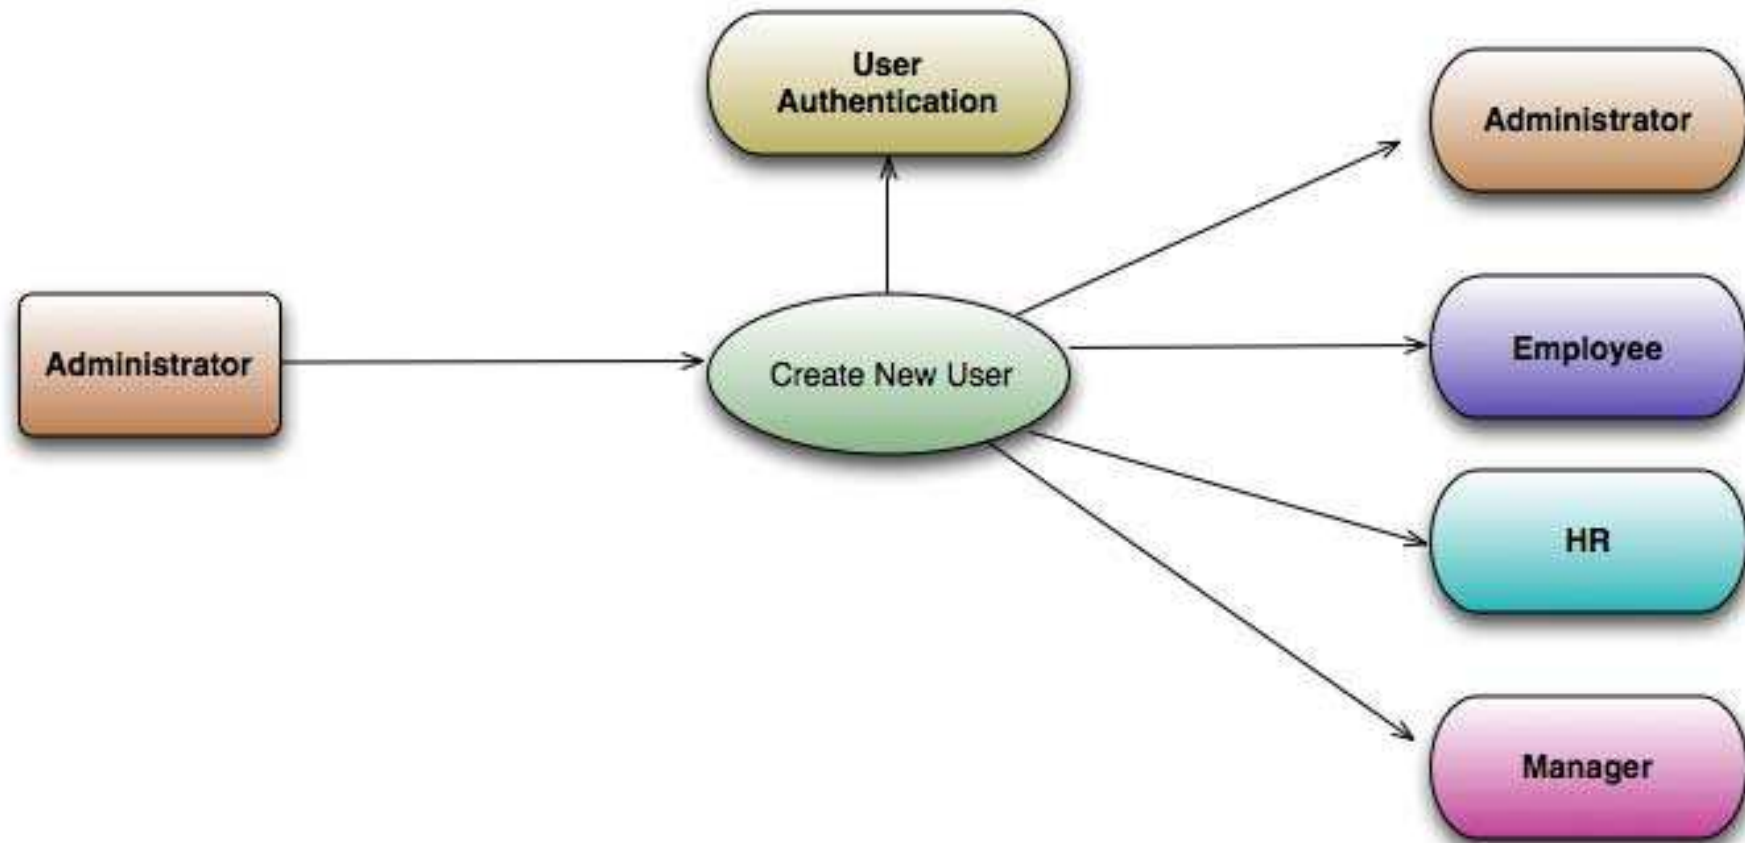 User
Authentication
Administrator
Administrator
Create New User
Employee
HR
Manager